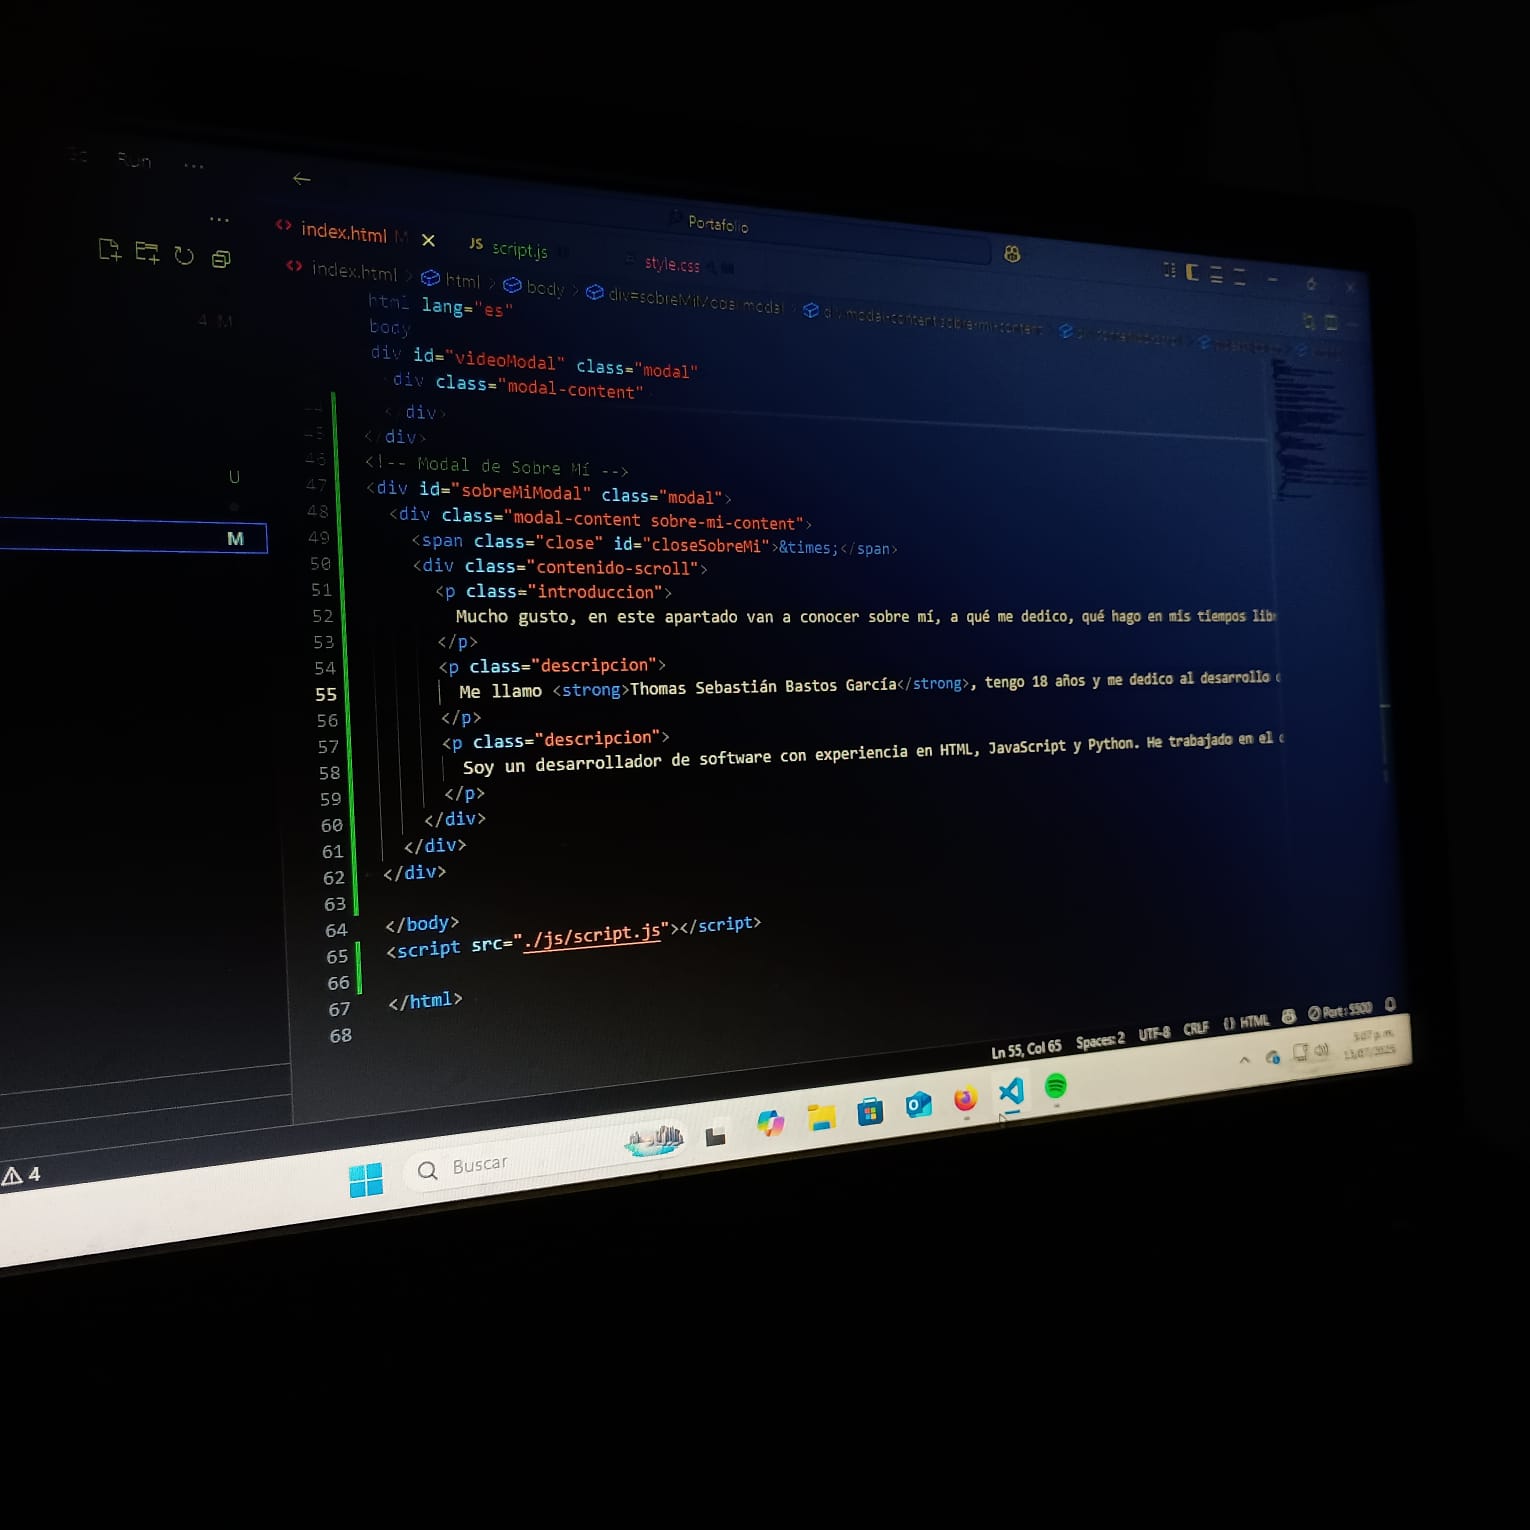 Run ...
...
Portafolio
index.html M
JS script.js
style.css
index.html > html > body > div#sobreMiModal.modal > div.modal-content.sobre-mi-content
html lang="es"
body
div id="videoModal" class="modal"
div class="modal-content"
4 M
</div>
</div>
46 <!-- Modal de Sobre Mí -->
U
47 <div id="sobreMiModal" class="modal">
48 <div class="modal-content sobre-mi-content">
M
49 <span class="close" id="closeSobreMi">&times;</span>
50 <div class="contenido-scroll">
51 <p class="introduccion">
52 Mucho gusto, en este apartado van a conocer sobre mí, a qué me dedico, qué hago en mis tiempos lib
53 </p>
54 <p class="descripcion">
55 Me llamo <strong>Thomas Sebastián Bastos García</strong>, tengo 18 años y me dedico al desarrollo
56 </p>
57 <p class="descripcion">
58 Soy un desarrollador de software con experiencia en HTML, JavaScript y Python. He trabajado en el
59 </p>
60 </div>
61 </div>
62 </div>
63
64 </body>
65 <script src="./js/script.js"></script>
66
67 </html>
68
Ln 55, Col 65 Spaces: 2 UTF-8 CRLF {} HTML Port: 5500
4
Buscar